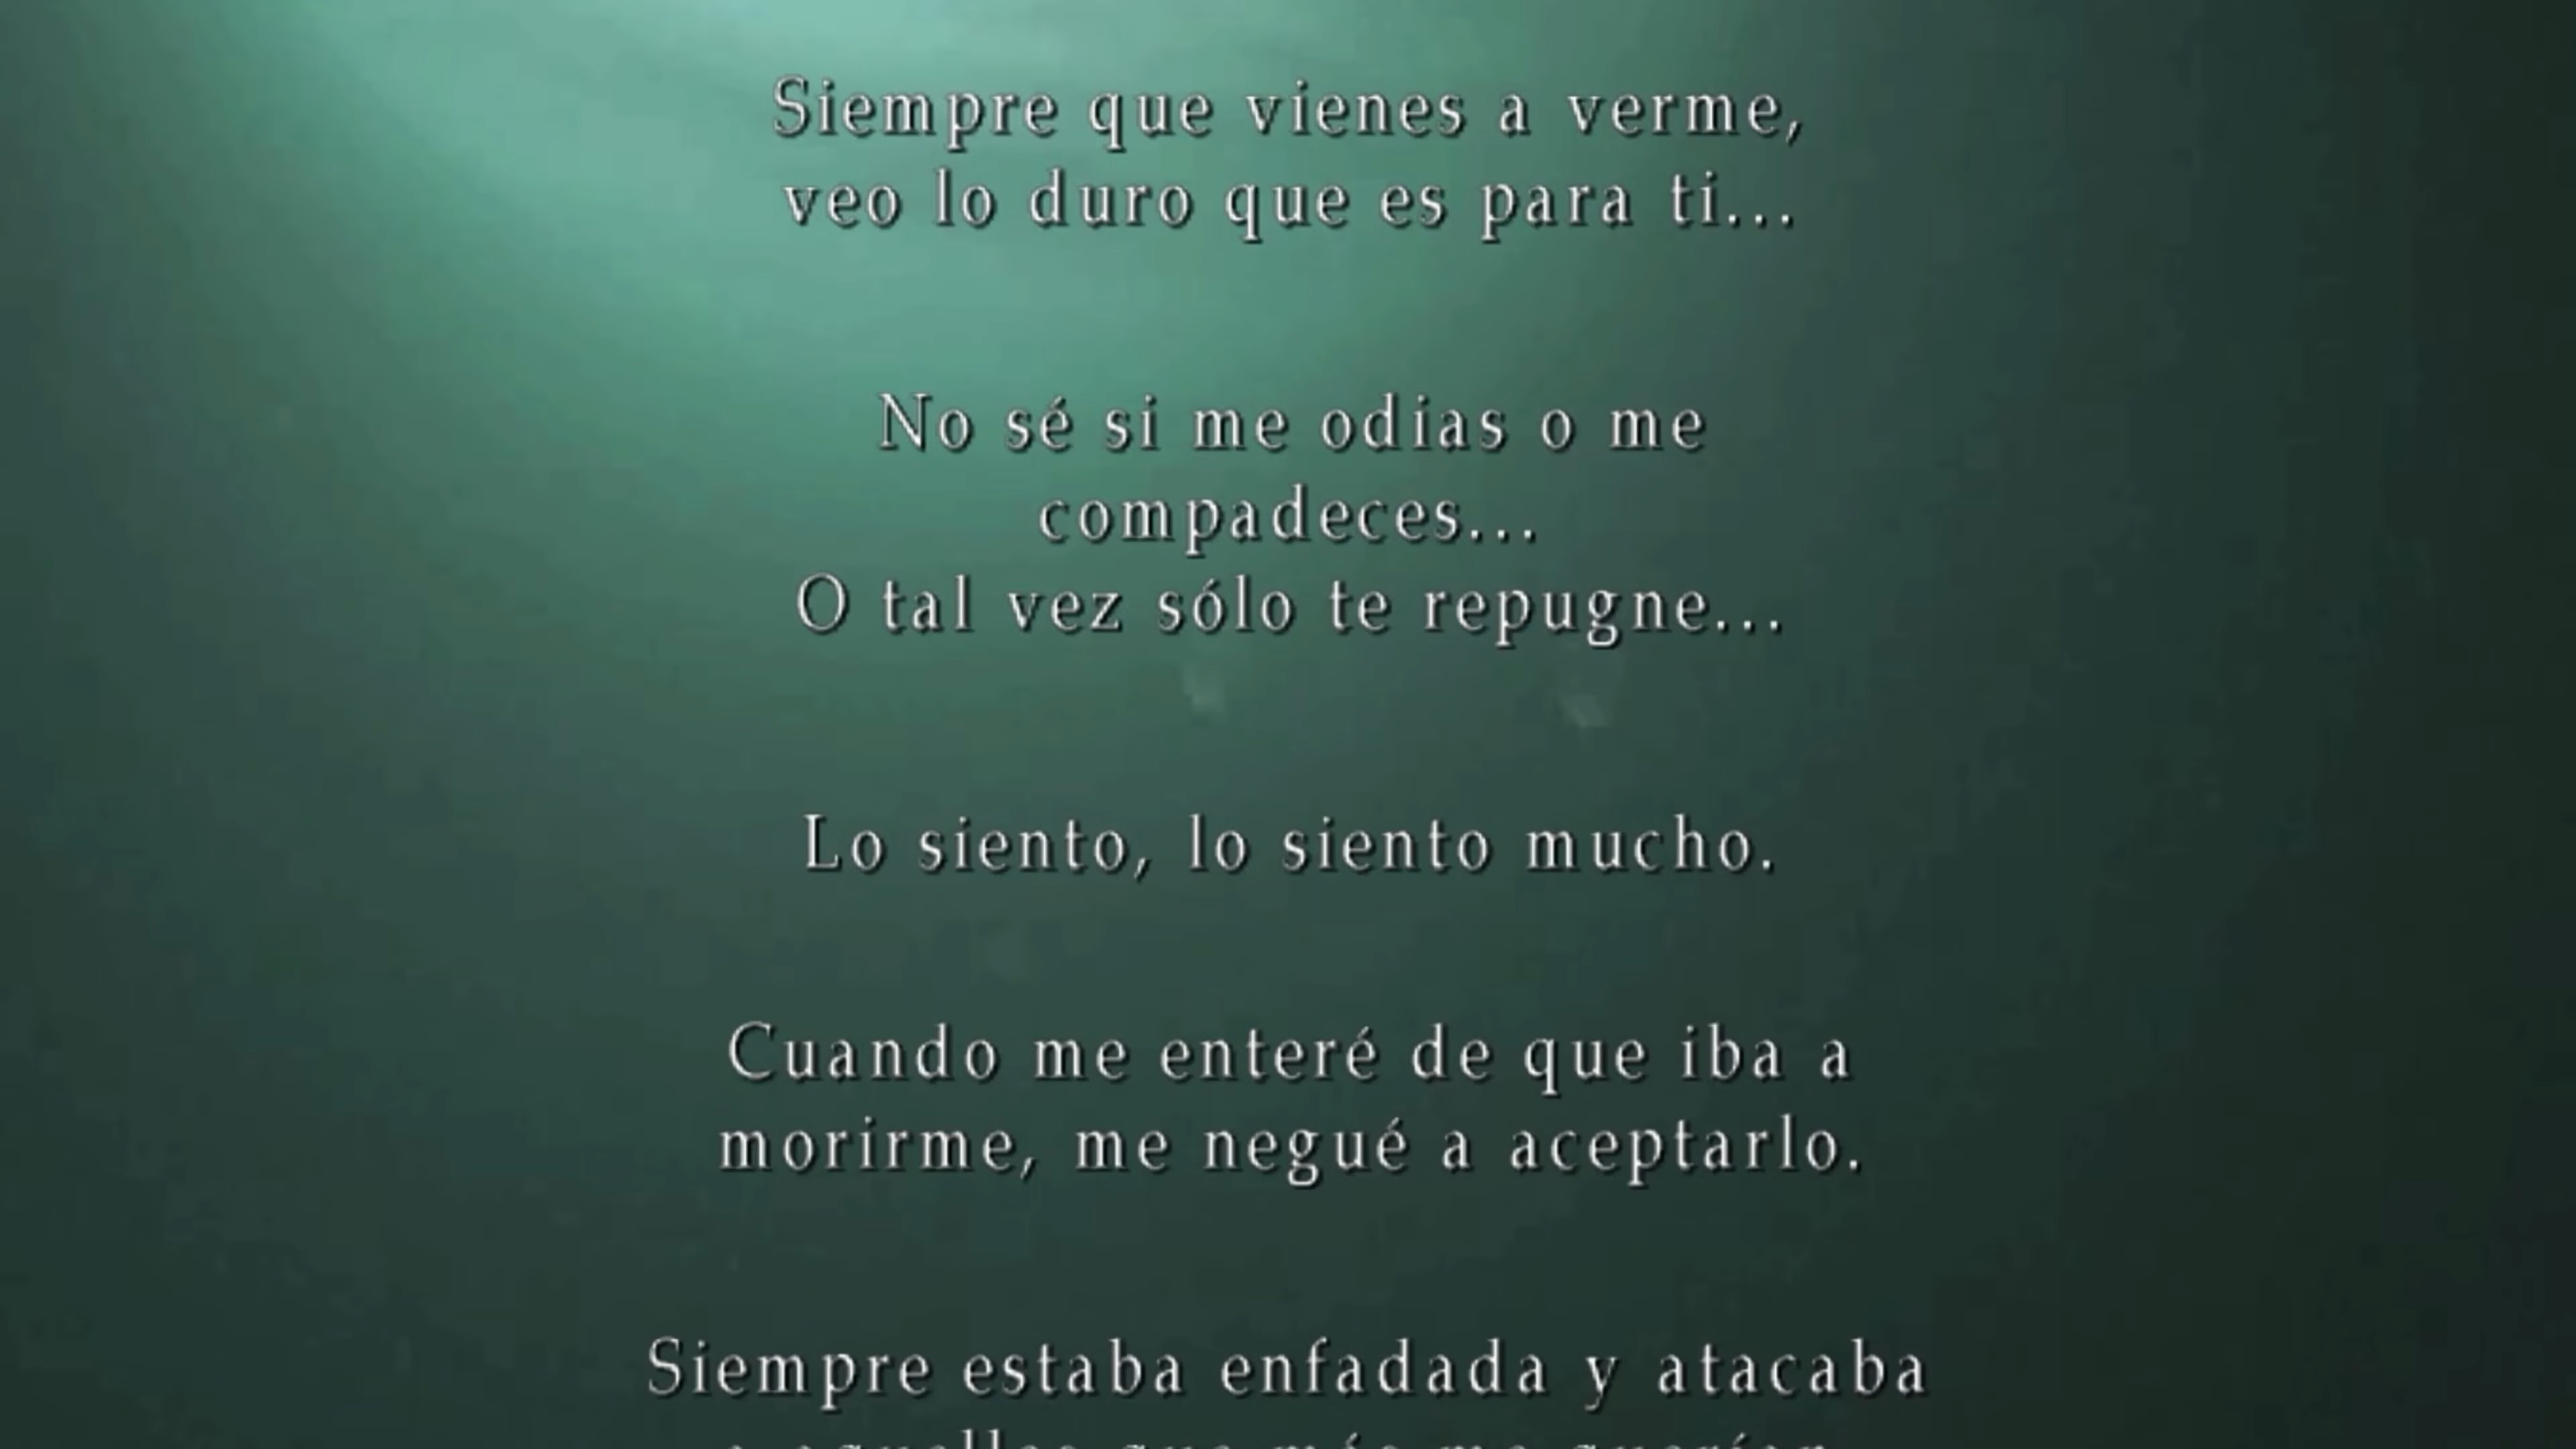 Siempre que vienes a verme,
veo lo duro que es para ti...
No sé si me odias o me
compadeces...
O tal vez sólo te repugne...
Lo siento, lo siento mucho.
Cuando me enteré de que iba a
morirme, me negué a aceptarlo.
Siempre estaba enfadada y atacaba